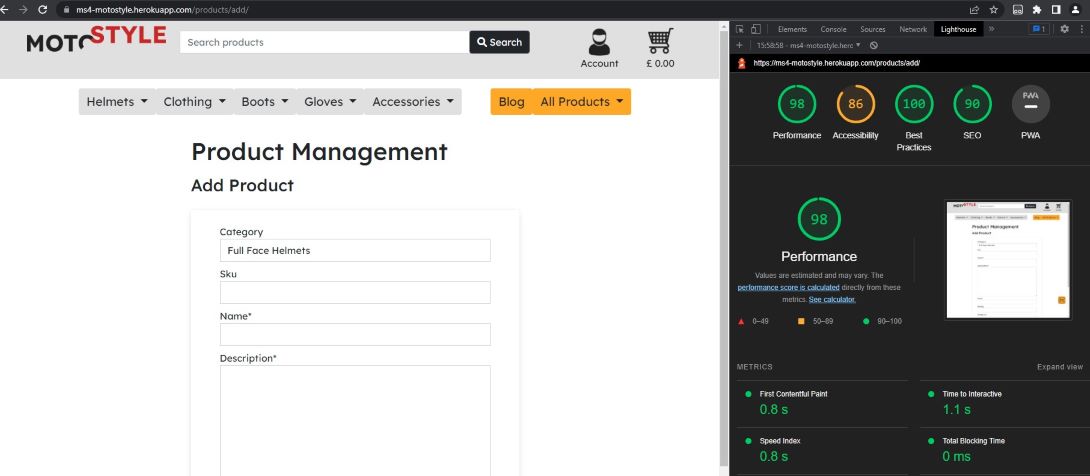 ms4-motostyle.herokuapp.com/products/add/
MOTOSTYLE
Search products
Search
Account
£ 0.00
Helmets
Clothing
Boots
Gloves
Accessories
Blog
All Products
Product Management
Add Product
Category
Full Face Helmets
Sku
Name*
Description*
Elements
Console
Sources
Network
Lighthouse
»
1
+
15:58:58 - ms4-motostyle.herc
https://ms4-motostyle.herokuapp.com/products/add/
98
86
100
90
PWA
Performance
Accessibility
Best
Practices
SEO
PWA
98
Performance
Values are estimated and may vary. The
performance score is calculated directly from these
metrics. See calculator.
0–49
50–89
90–100
METRICS
Expand view
First Contentful Paint
0.8 s
Time to Interactive
1.1 s
Speed Index
0.8 s
Total Blocking Time
0 ms